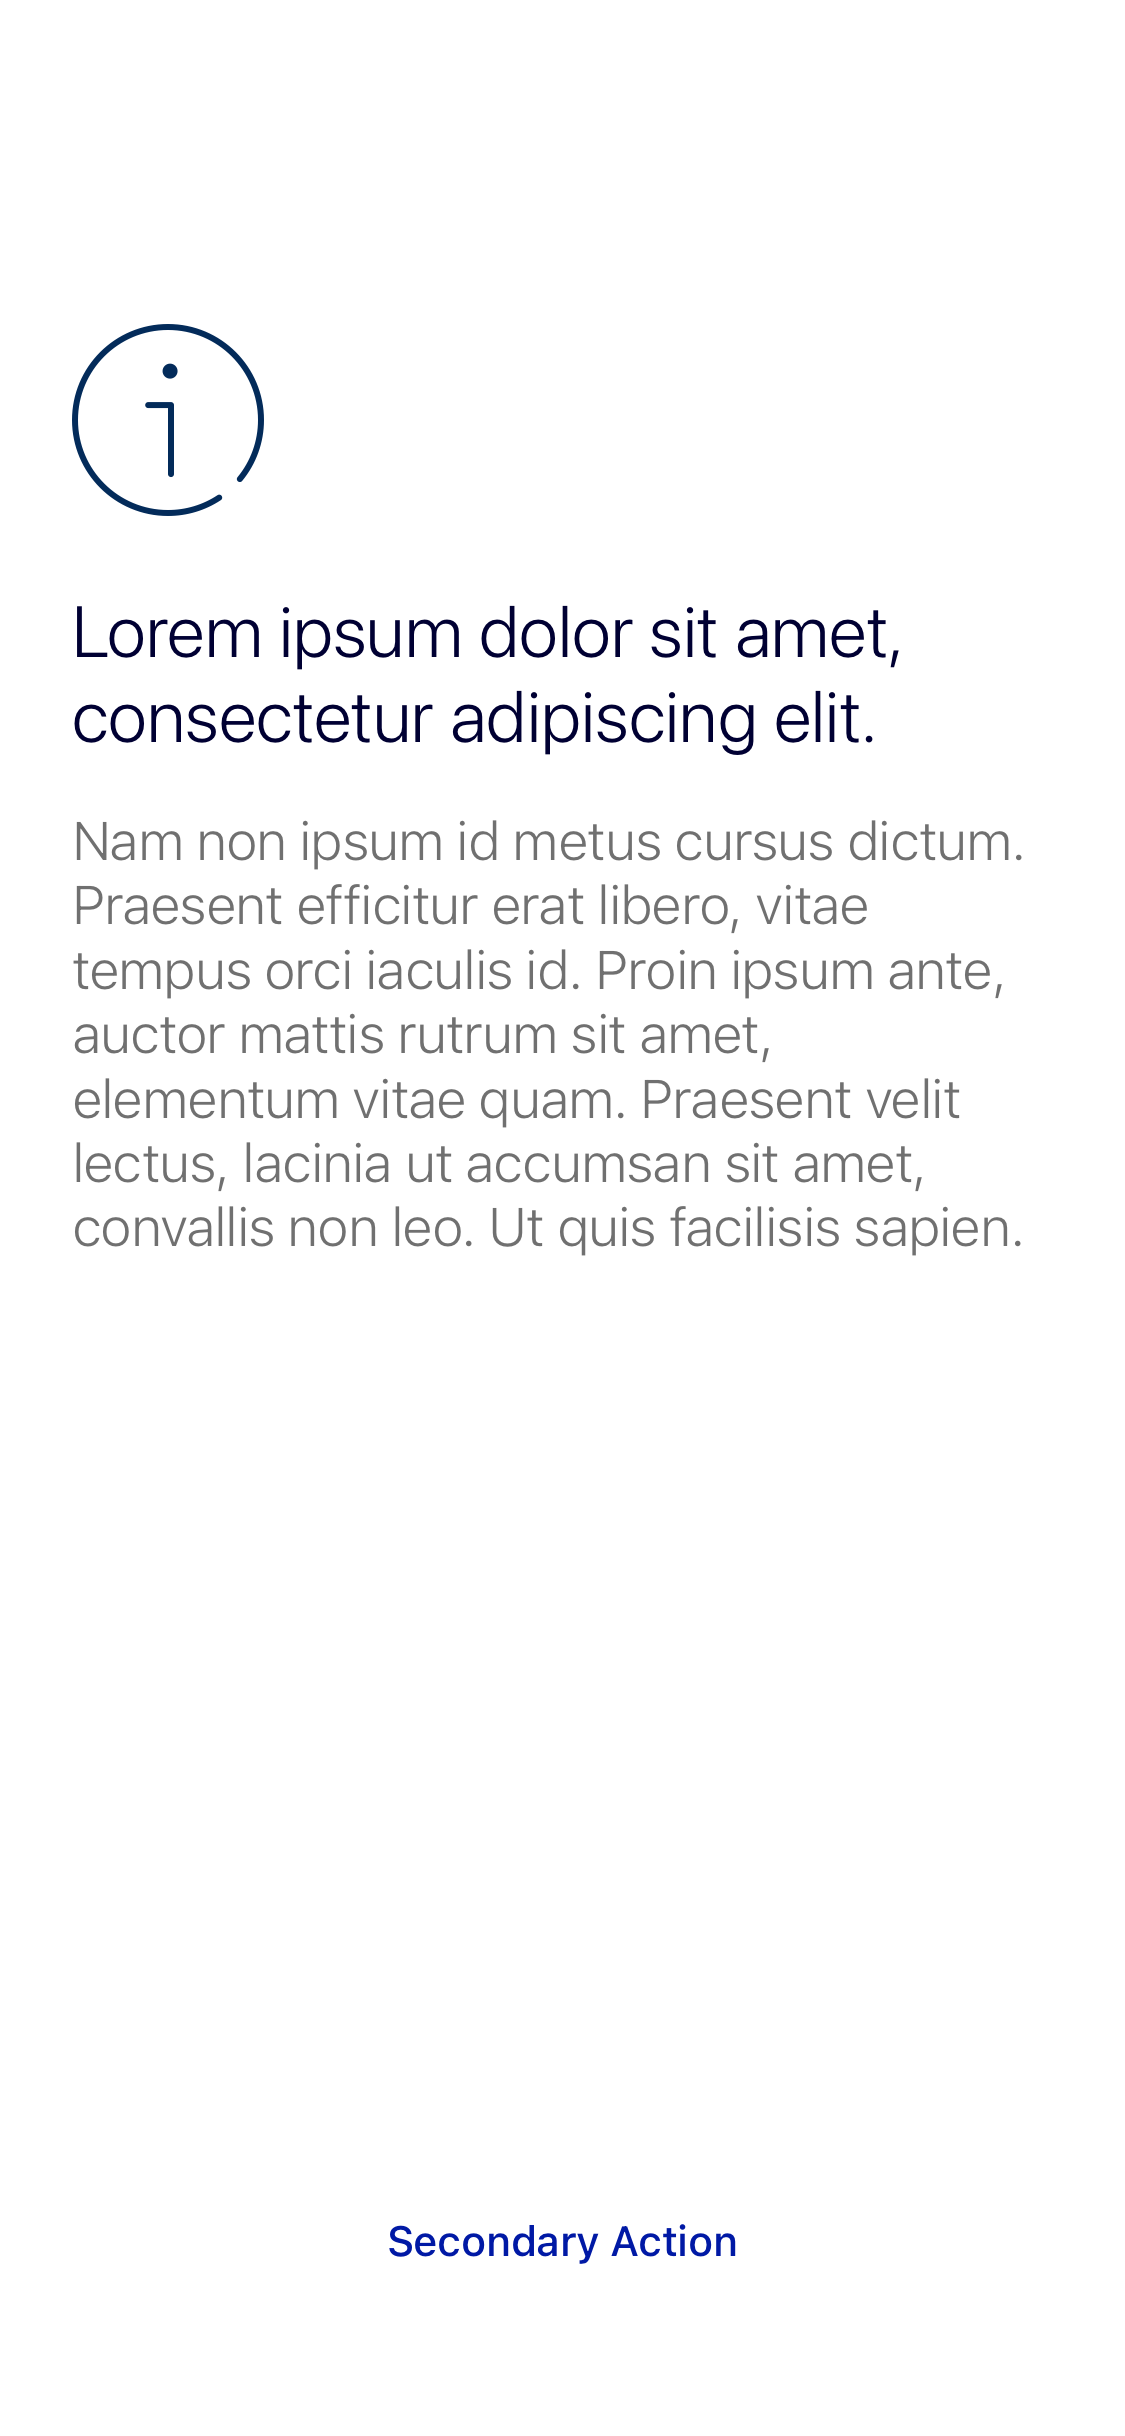 Lorem ipsum dolor sit amet,
consectetur adipiscing elit.
Nam non ipsum id metus cursus dictum.
Praesent efficitur erat libero, vitae
tempus orci iaculis id. Proin ipsum ante,
auctor mattis rutrum sit amet,
elementum vitae quam. Praesent velit
lectus, lacinia ut accumsan sit amet,
convallis non leo. Ut quis facilisis sapien.
Secondary Action